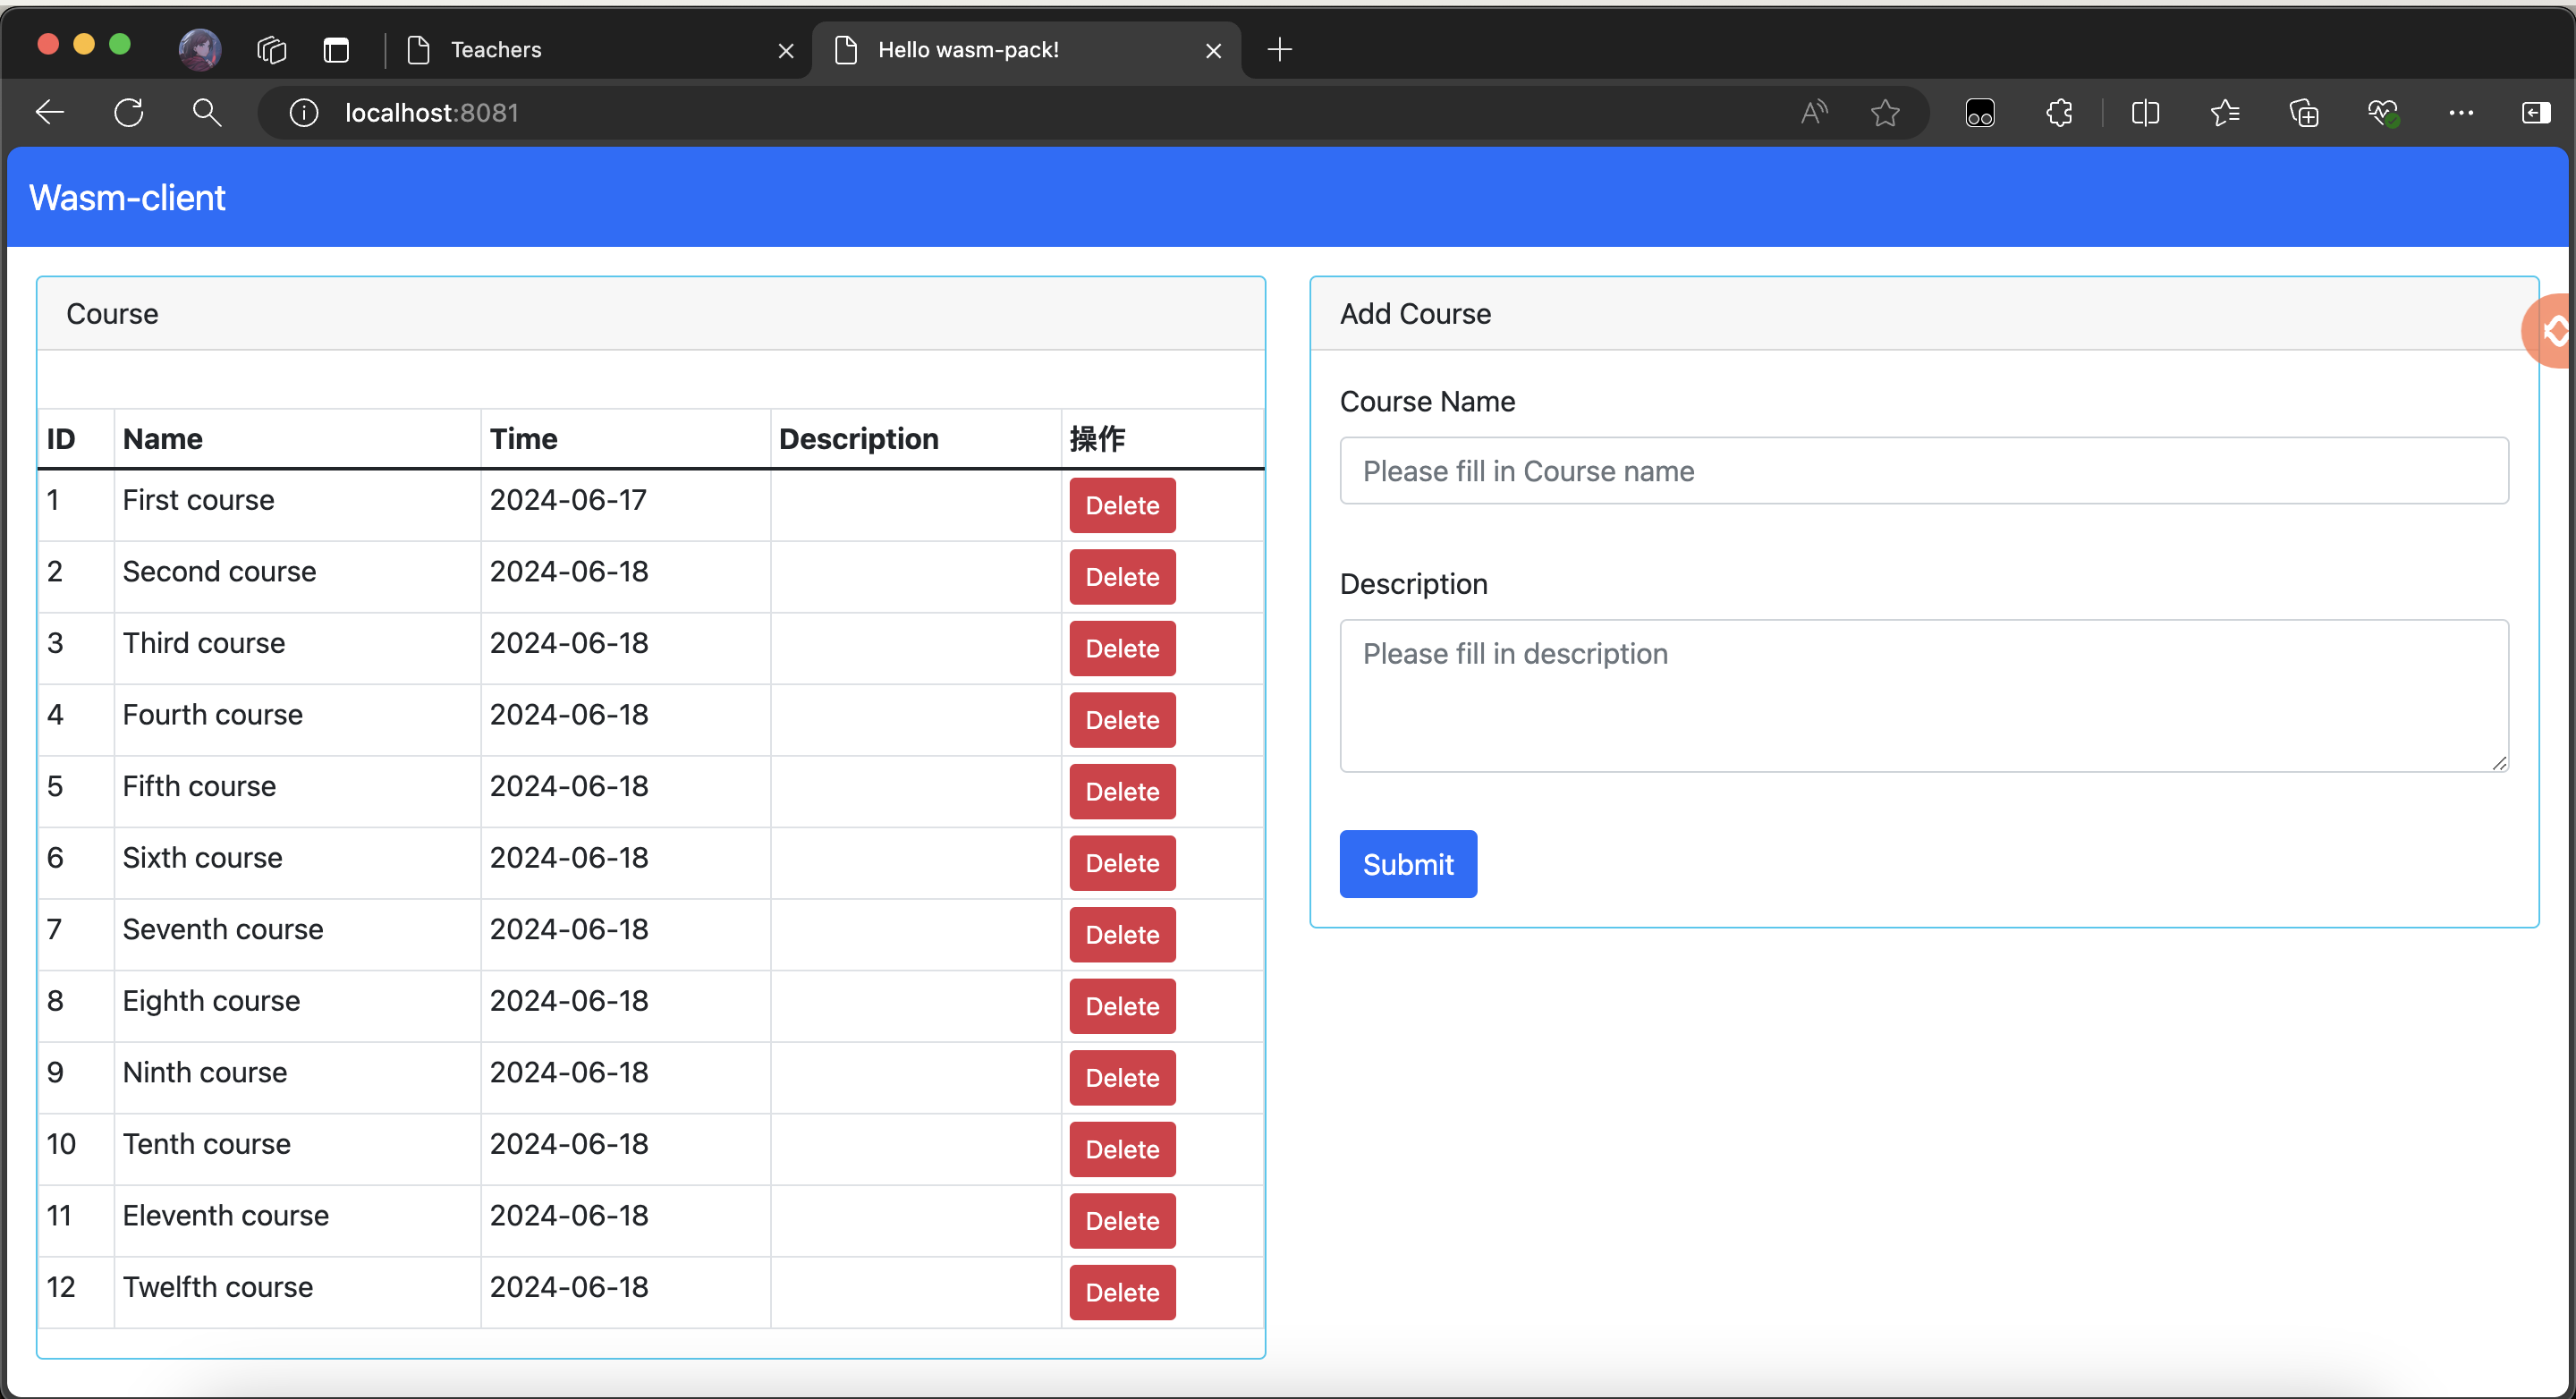 Teachers
Hello wasm-pack!
localhost:8081
Wasm-client
Course
ID Name Time Description 操作
1 First course 2024-06-17 Delete
2 Second course 2024-06-18 Delete
3 Third course 2024-06-18 Delete
4 Fourth course 2024-06-18 Delete
5 Fifth course 2024-06-18 Delete
6 Sixth course 2024-06-18 Delete
7 Seventh course 2024-06-18 Delete
8 Eighth course 2024-06-18 Delete
9 Ninth course 2024-06-18 Delete
10 Tenth course 2024-06-18 Delete
11 Eleventh course 2024-06-18 Delete
12 Twelfth course 2024-06-18 Delete
Add Course
Course Name
Please fill in Course name
Description
Please fill in description
Submit